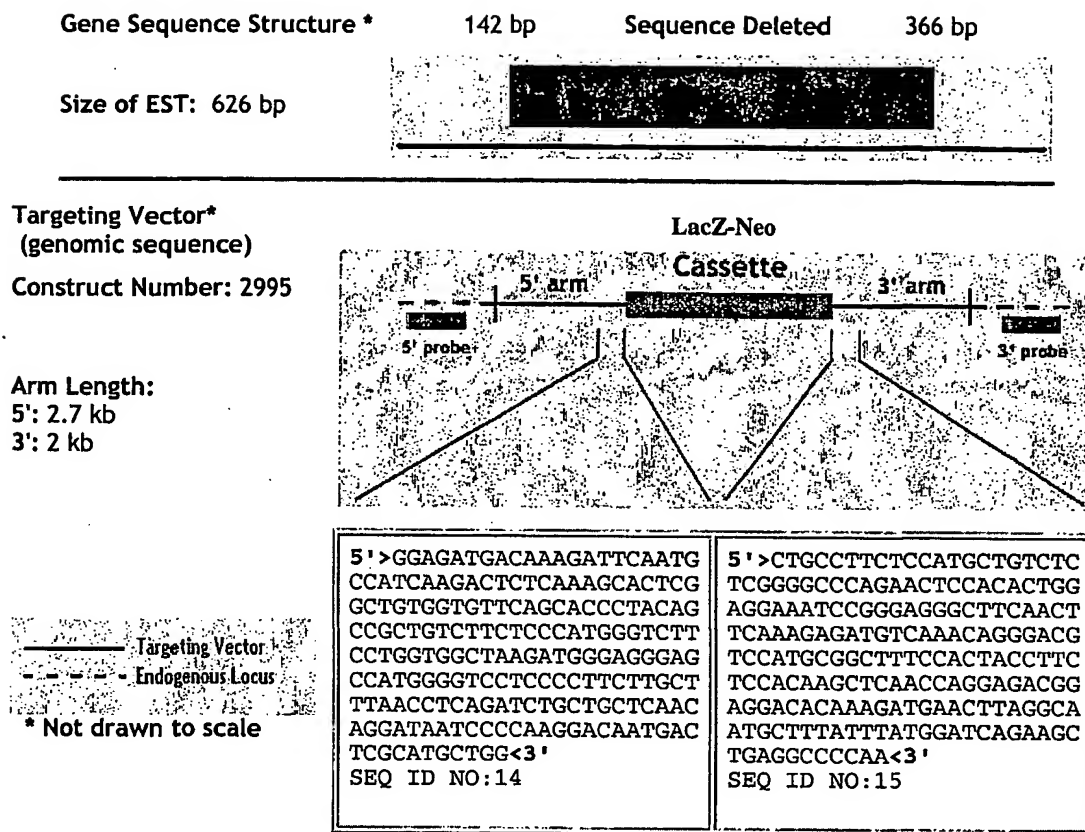 Gene Sequence Structure * 142 bp Sequence Deleted 366 bp
Size of EST: 626 bp
Targeting Vector*
(genomic sequence)
Construct Number: 2995
Arm Length:
5': 2.7 kb
3': 2 kb
LacZ-Neo
Cassette
5' arm
3' arm
5' probe
3' probe
5'>GGAGATGACAAAGATTCAATG
CCATCAAGACTCTCAAAGCACTCG
GCTGTGGTGTTCAGCACCCTACAG
CCGCTGTCTTCTCCCATGGGTCTT
CCTGGTGGCTAAGATGGGAGGGAG
CCATGGGGTCCTCCCCTTCTTGCT
TTAACCTCAGATCTGCTGCTCAAC
AGGATAATCCCCAAGGACAATGAC
TCGCATGCTGG<3'
SEQ ID NO:14
5'>CTGCCTTCTCCATGCTGTCTC
TCGGGGCCCAGAACTCCACACTGG
AGGAAATCCGGGAGGGCTTCAACT
TCAAAGAGATGTCAAACAGGGACG
TCCATGCGGCTTTCCACTACCTTC
TCCACAAGCTCAACCAGGAGACGG
AGGACACAAAGATGAACTTAGGCA
ATGCTTTATTTATGGATCAGAAGC
TGAGGCCCCAA<3'
SEQ ID NO:15
Targeting Vector
Endogenous Locus
* Not drawn to scale